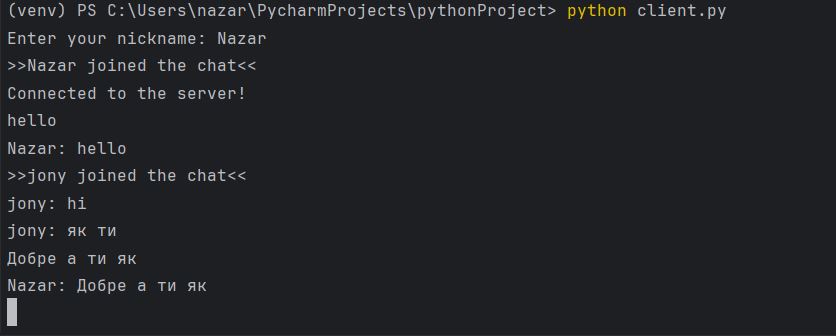 (venv) PS C:\Users\nazar\PycharmProjects\pythonProject> python client.py
Enter your nickname: Nazar
>>Nazar joined the chat<<
Connected to the server!
hello
Nazar: hello
>>jony joined the chat<<
jony: hi
jony: як ти
Добре а ти як
Nazar: Добре а ти як